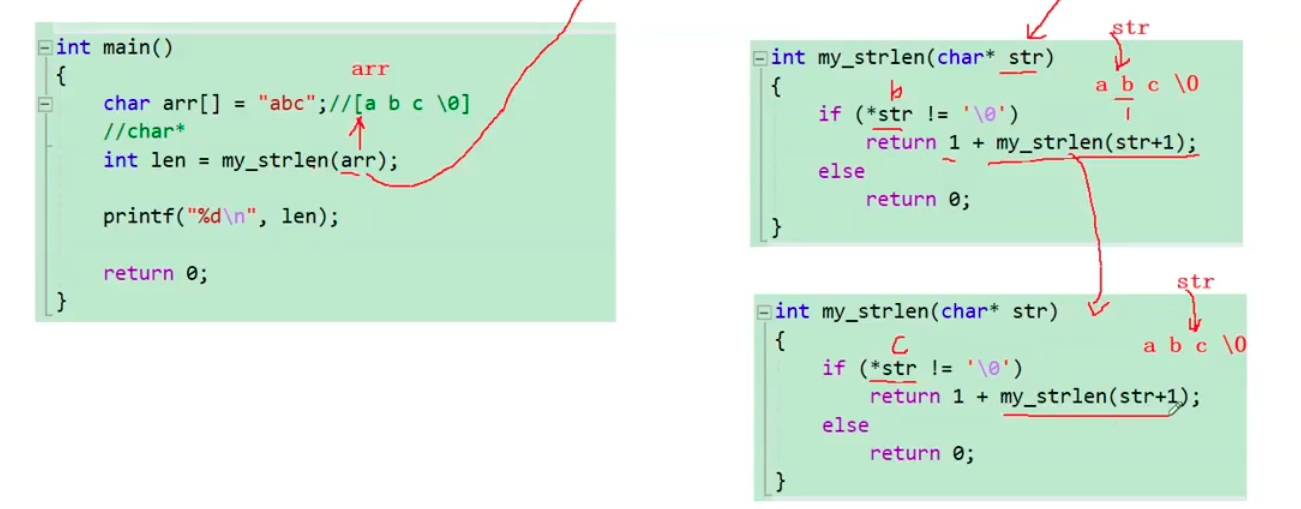 int main()
{
arr
char arr[] = "abc";//[a b c \0]
//char*
int len = my_strlen(arr);
printf("%d\n", len);
return 0;
}
str
int my_strlen(char* str)
a b c \0
{
b
1
if (*str != '\0')
return 1 + my_strlen(str+1);
else
return 0;
}
str
int my_strlen(char* str)
a b c \0
{
C
if (*str != '\0')
return 1 + my_strlen(str+1);
else
return 0;
}